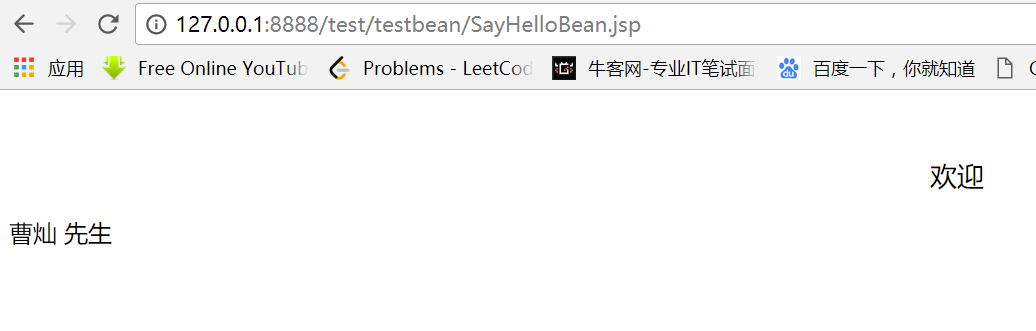 127.0.0.1:8888/test/testbean/SayHelloBean.jsp
应用 Free Online YouTub Problems - LeetCod 牛客网-专业IT笔试面 百度一下，你就知道
欢迎
曹灿 先生